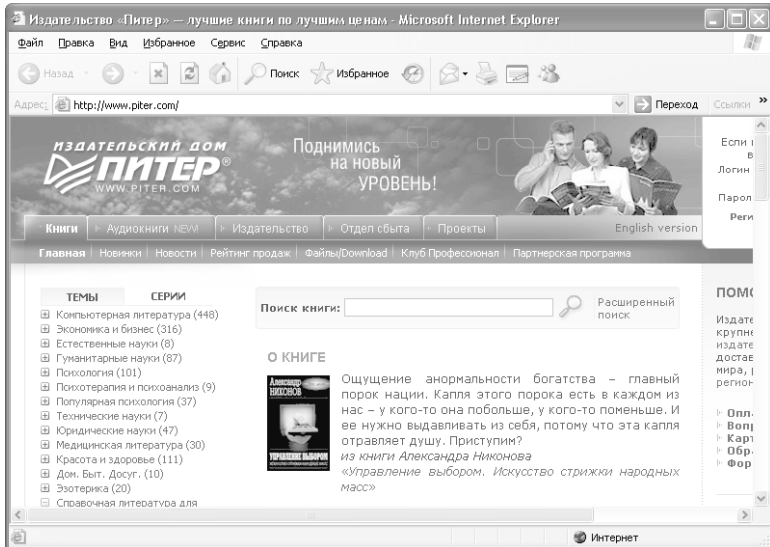 Издательство «Питер» — лучшие книги по лучшим ценам - Microsoft Internet Explorer
Файл Правка Вид Избранное Сервис Справка
Назад Поиск Избранное
Адрес: http://www.piter.com/ Переход Ссылки »
ИЗДАТЕЛЬСКИЙ ДОМ
ПИТЕР®
WWW.PITER.COM
Поднимись
на новый
УРОВЕНЬ!
Если
в
Логин
Парол
Реги
Книги Аудиокниги NEW! Издательство Отдел сбыта Проекты English version
Главная Новинки Новости Рейтинг продаж Файлы/Download Клуб Профессионал Партнерская программа
ТЕМЫ СЕРИИ
Компьютерная литература (448)
Экономика и бизнес (316)
Естественные науки (8)
Гуманитарные науки (87)
Психология (101)
Психотерапия и психоанализ (9)
Популярная психология (37)
Технические науки (7)
Юридические науки (47)
Медицинская литература (30)
Красота и здоровье (111)
Дом. Быт. Досуг. (10)
Эзотерика (20)
Справочная литература для
Поиск книги: Расширенный
поиск
О КНИГЕ
Александр
НИКОНОВ
УПРАВЛЕНИЕ ВЫБОРОМ
Ощущение анормальности богатства – главный
порок нации. Капля этого порока есть в каждом из
нас – у кого-то она побольше, у кого-то поменьше. И
ее нужно выдавливать из себя, потому что эта капля
отравляет душу. Приступим?
из книги Александра Никонова
«Управление выбором. Искусство стрижки народных
масс»
ПОМО
Издате
крупне
издате
достав
мира, р
регион
Опла
Вопр
Карт
Обра
Фор
Интернет